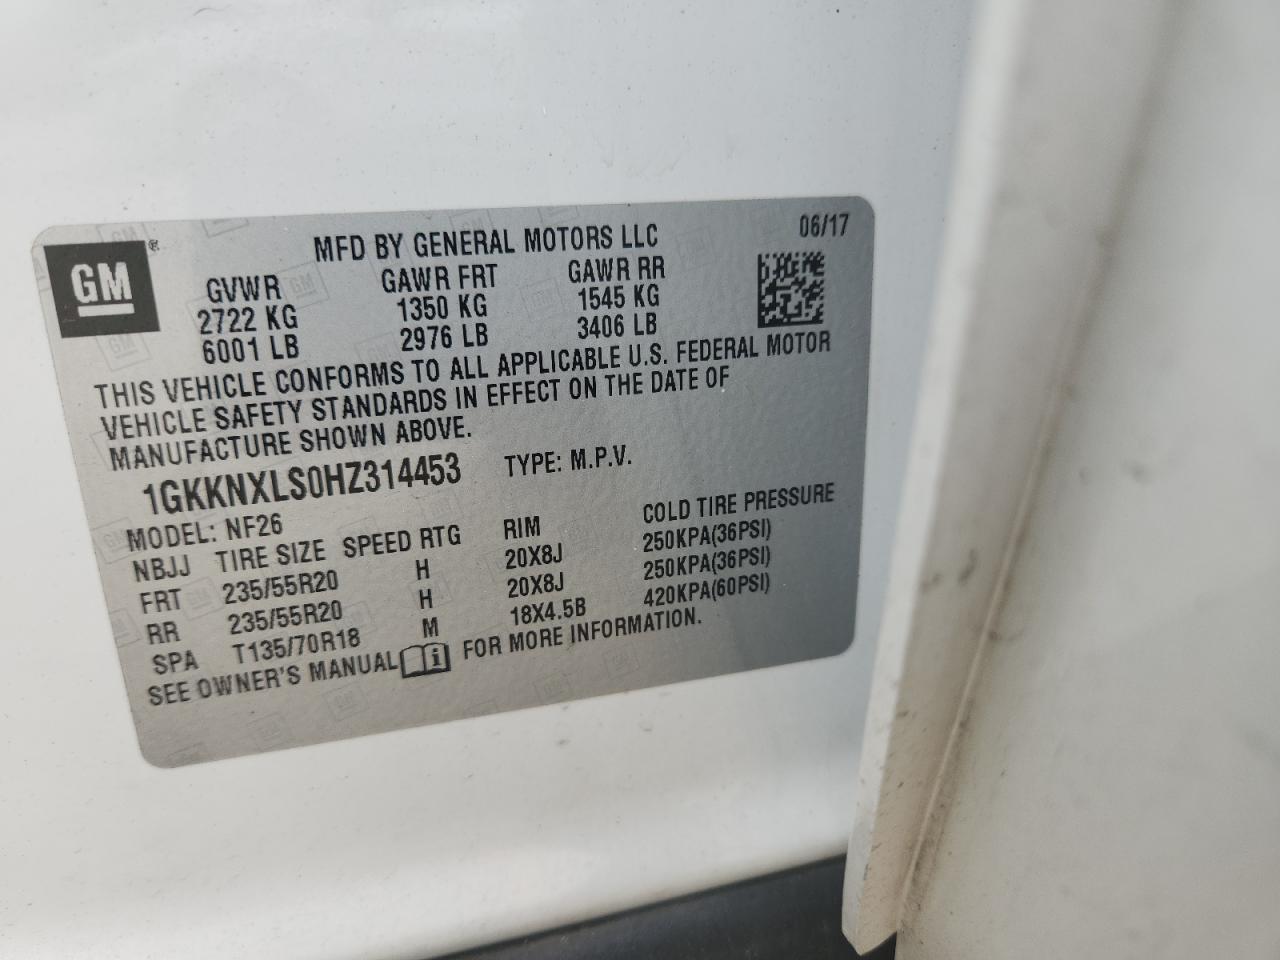 06/17
GM ® MFD BY GENERAL MOTORS LLC
GVWR GAWR FRT GAWR RR
2722 KG 1350 KG 1545 KG
6001 LB 2976 LB 3406 LB
THIS VEHICLE CONFORMS TO ALL APPLICABLE U.S. FEDERAL MOTOR
VEHICLE SAFETY STANDARDS IN EFFECT ON THE DATE OF
MANUFACTURE SHOWN ABOVE.
1GKKNXLS0HZ314453 TYPE: M.P.V.
MODEL: NF26
NBJJ TIRE SIZE SPEED RTG RIM COLD TIRE PRESSURE
FRT 235/55R20 H 20X8J 250KPA(36PSI)
RR 235/55R20 H 20X8J 250KPA(36PSI)
SPA T135/70R18 M 18X4.5B 420KPA(60PSI)
SEE OWNER'S MANUAL FOR MORE INFORMATION.